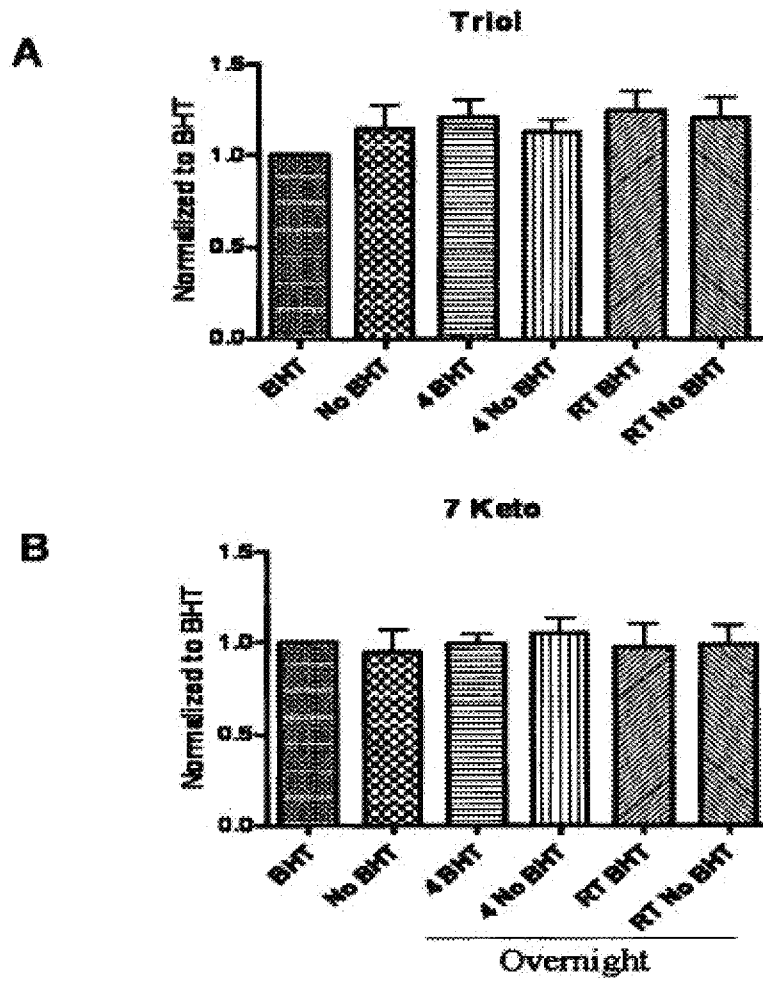 A
Triol
Normalized to BHT
1.5
1.0
0.5
0.0
BHT
No BHT
4 BHT
4 No BHT
RT BHT
RT No BHT
B
7 Keto
Normalized to BHT
1.5
1.0
0.5
0.0
BHT
No BHT
4 BHT
4 No BHT
RT BHT
RT No BHT
Overnight